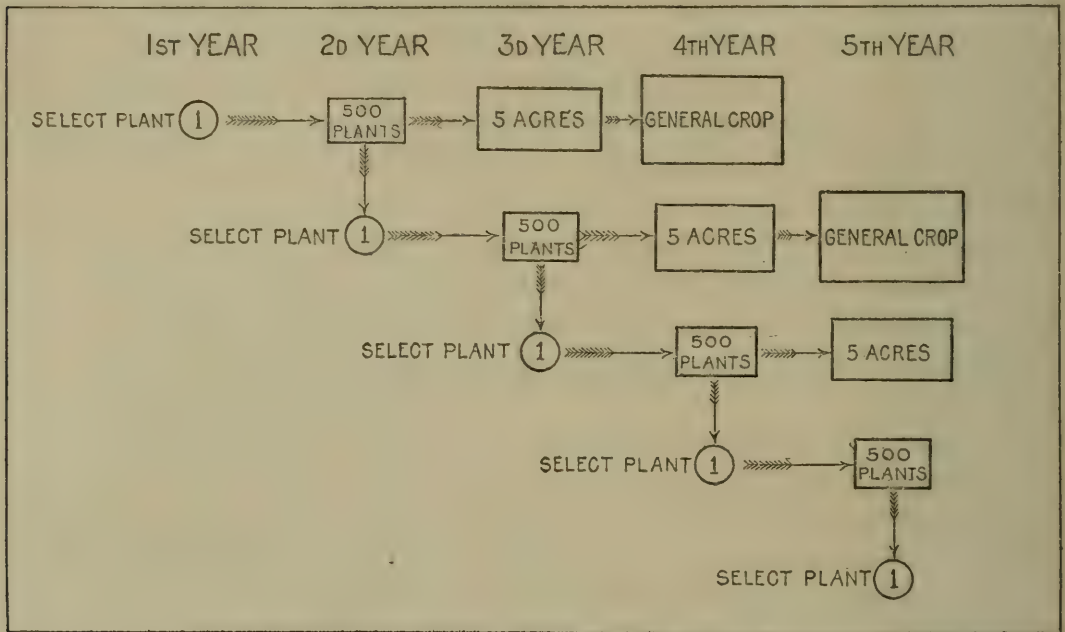 1ST YEAR 2D YEAR 3D YEAR 4TH YEAR 5TH YEAR
SELECT PLANT 1 500 PLANTS 5 ACRES GENERAL CROP
SELECT PLANT 1 500 PLANTS 5 ACRES GENERAL CROP
SELECT PLANT 1 500 PLANTS 5 ACRES
SELECT PLANT 1 500 PLANTS
SELECT PLANT 1